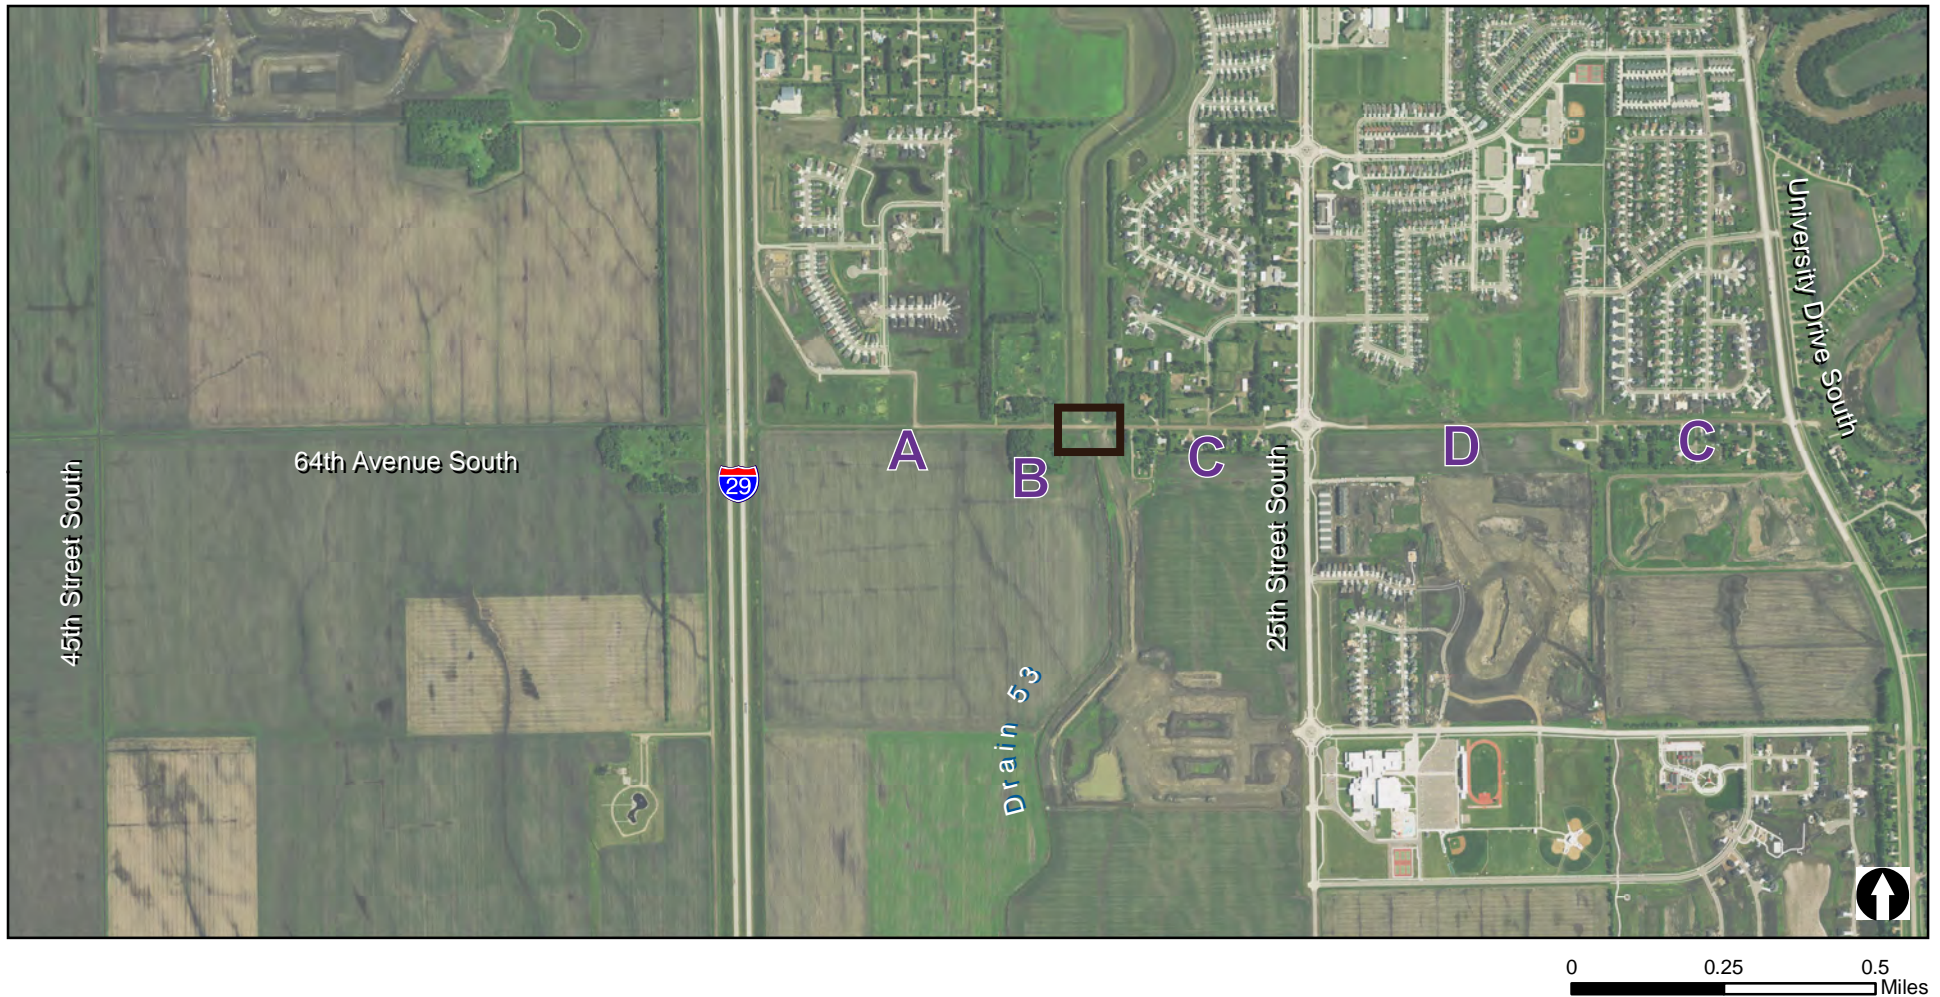 University Drive South
64th Avenue South
A
B
C
D
C
45th Street South
29
25th Street South
Drain 53
0 0.25 0.5
Miles